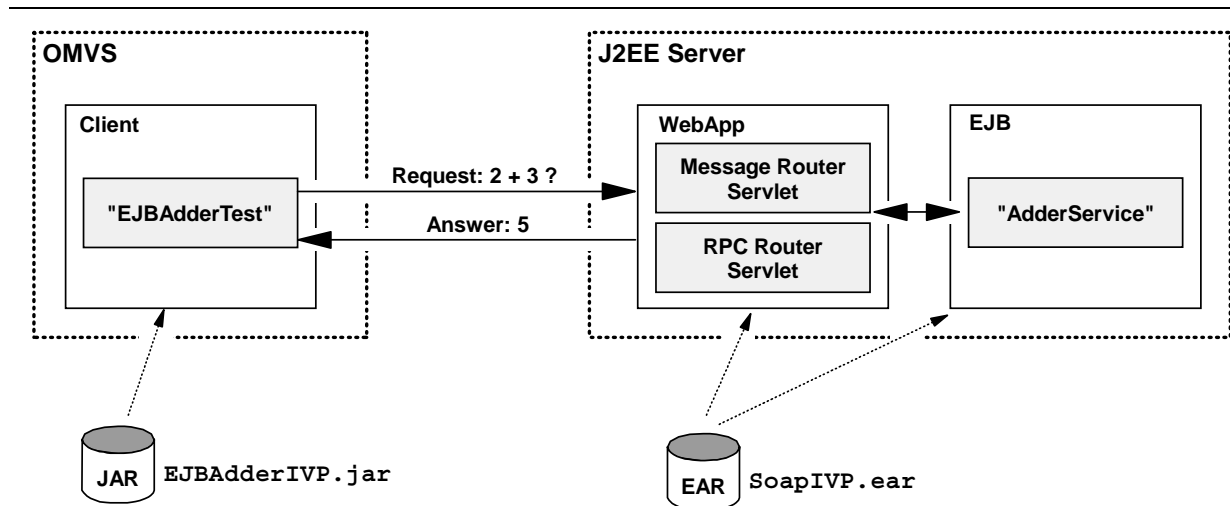 OMVS
Client
"EJBAdderTest"
Request: 2 + 3 ?
Answer: 5
J2EE Server
WebApp
Message Router
Servlet
RPC Router
Servlet
EJB
"AdderService"
JAR
EJBAdderIVP.jar
EAR
SoapIVP.ear